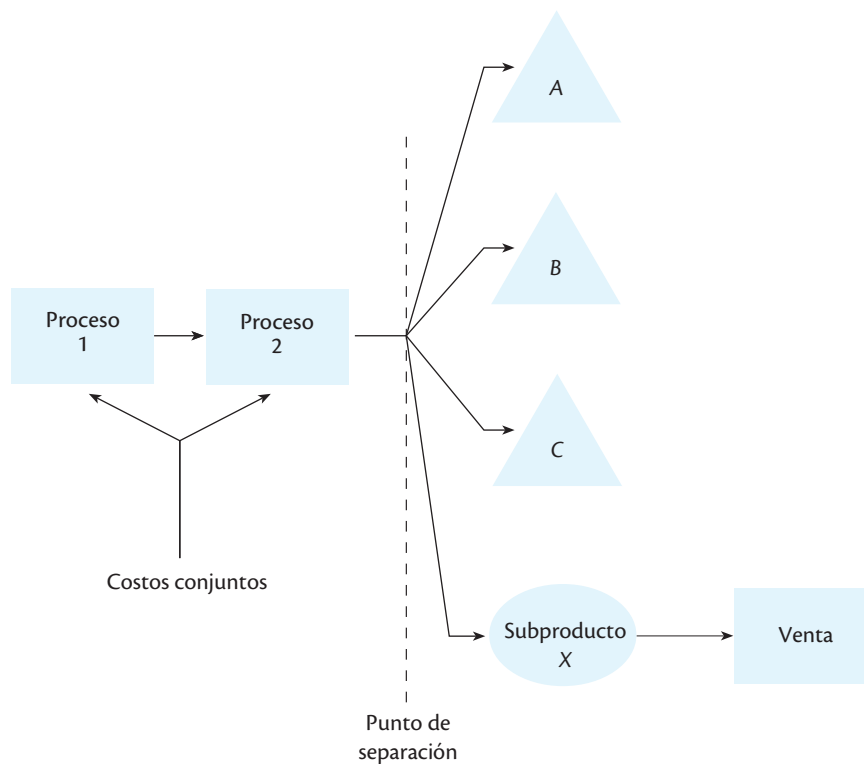 A
B
Proceso
1
Proceso
2
C
Costos conjuntos
Subproducto
X
Venta
Punto de
separación